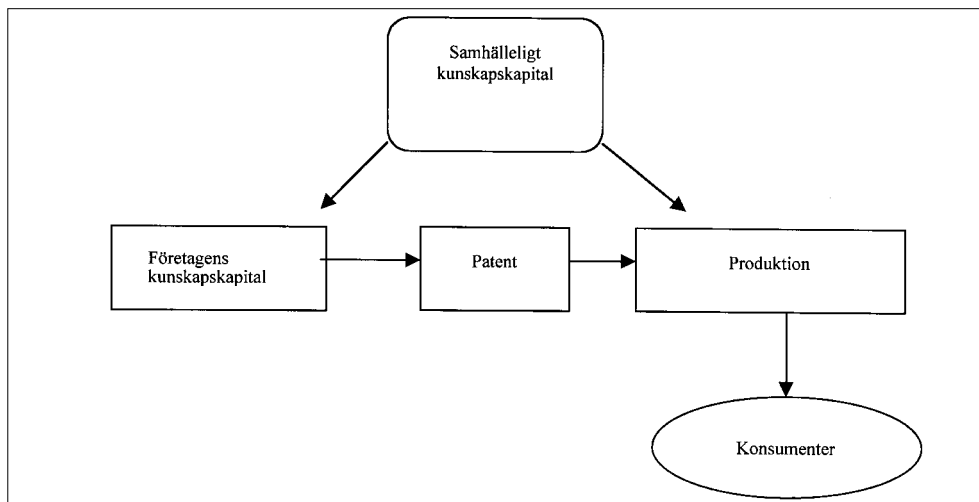 Samhälleligt
kunskapskapital
Företagens
kunskapskapital
Patent
Produktion
Konsumenter